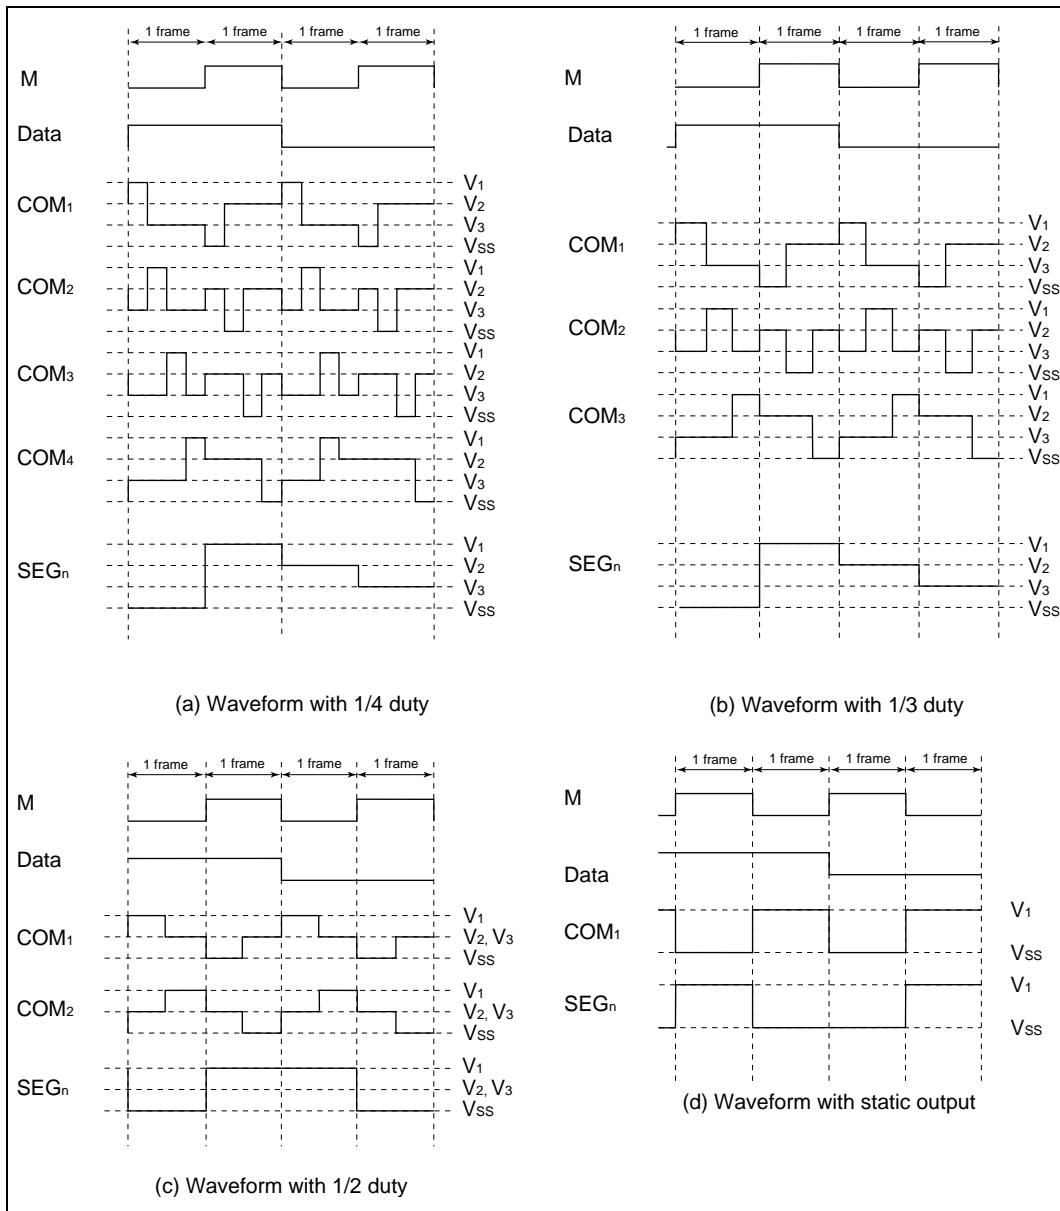 1 frame 1 frame 1 frame 1 frame
M
Data
COM1
V1
V2
V3
VSS
COM2
V1
V2
V3
VSS
COM3
V1
V2
V3
VSS
COM4
V1
V2
V3
VSS
SEGn
V1
V2
V3
VSS
(a) Waveform with 1/4 duty
1 frame 1 frame 1 frame 1 frame
M
Data
COM1
V1
V2
V3
VSS
COM2
V1
V2
V3
VSS
COM3
V1
V2
V3
VSS
SEGn
V1
V2
V3
VSS
(b) Waveform with 1/3 duty
1 frame 1 frame 1 frame 1 frame
M
Data
COM1
V1
V2, V3
VSS
COM2
V1
V2, V3
VSS
SEGn
V1
V2, V3
VSS
(c) Waveform with 1/2 duty
1 frame 1 frame 1 frame 1 frame
M
Data
COM1
V1
VSS
SEGn
V1
VSS
(d) Waveform with static output